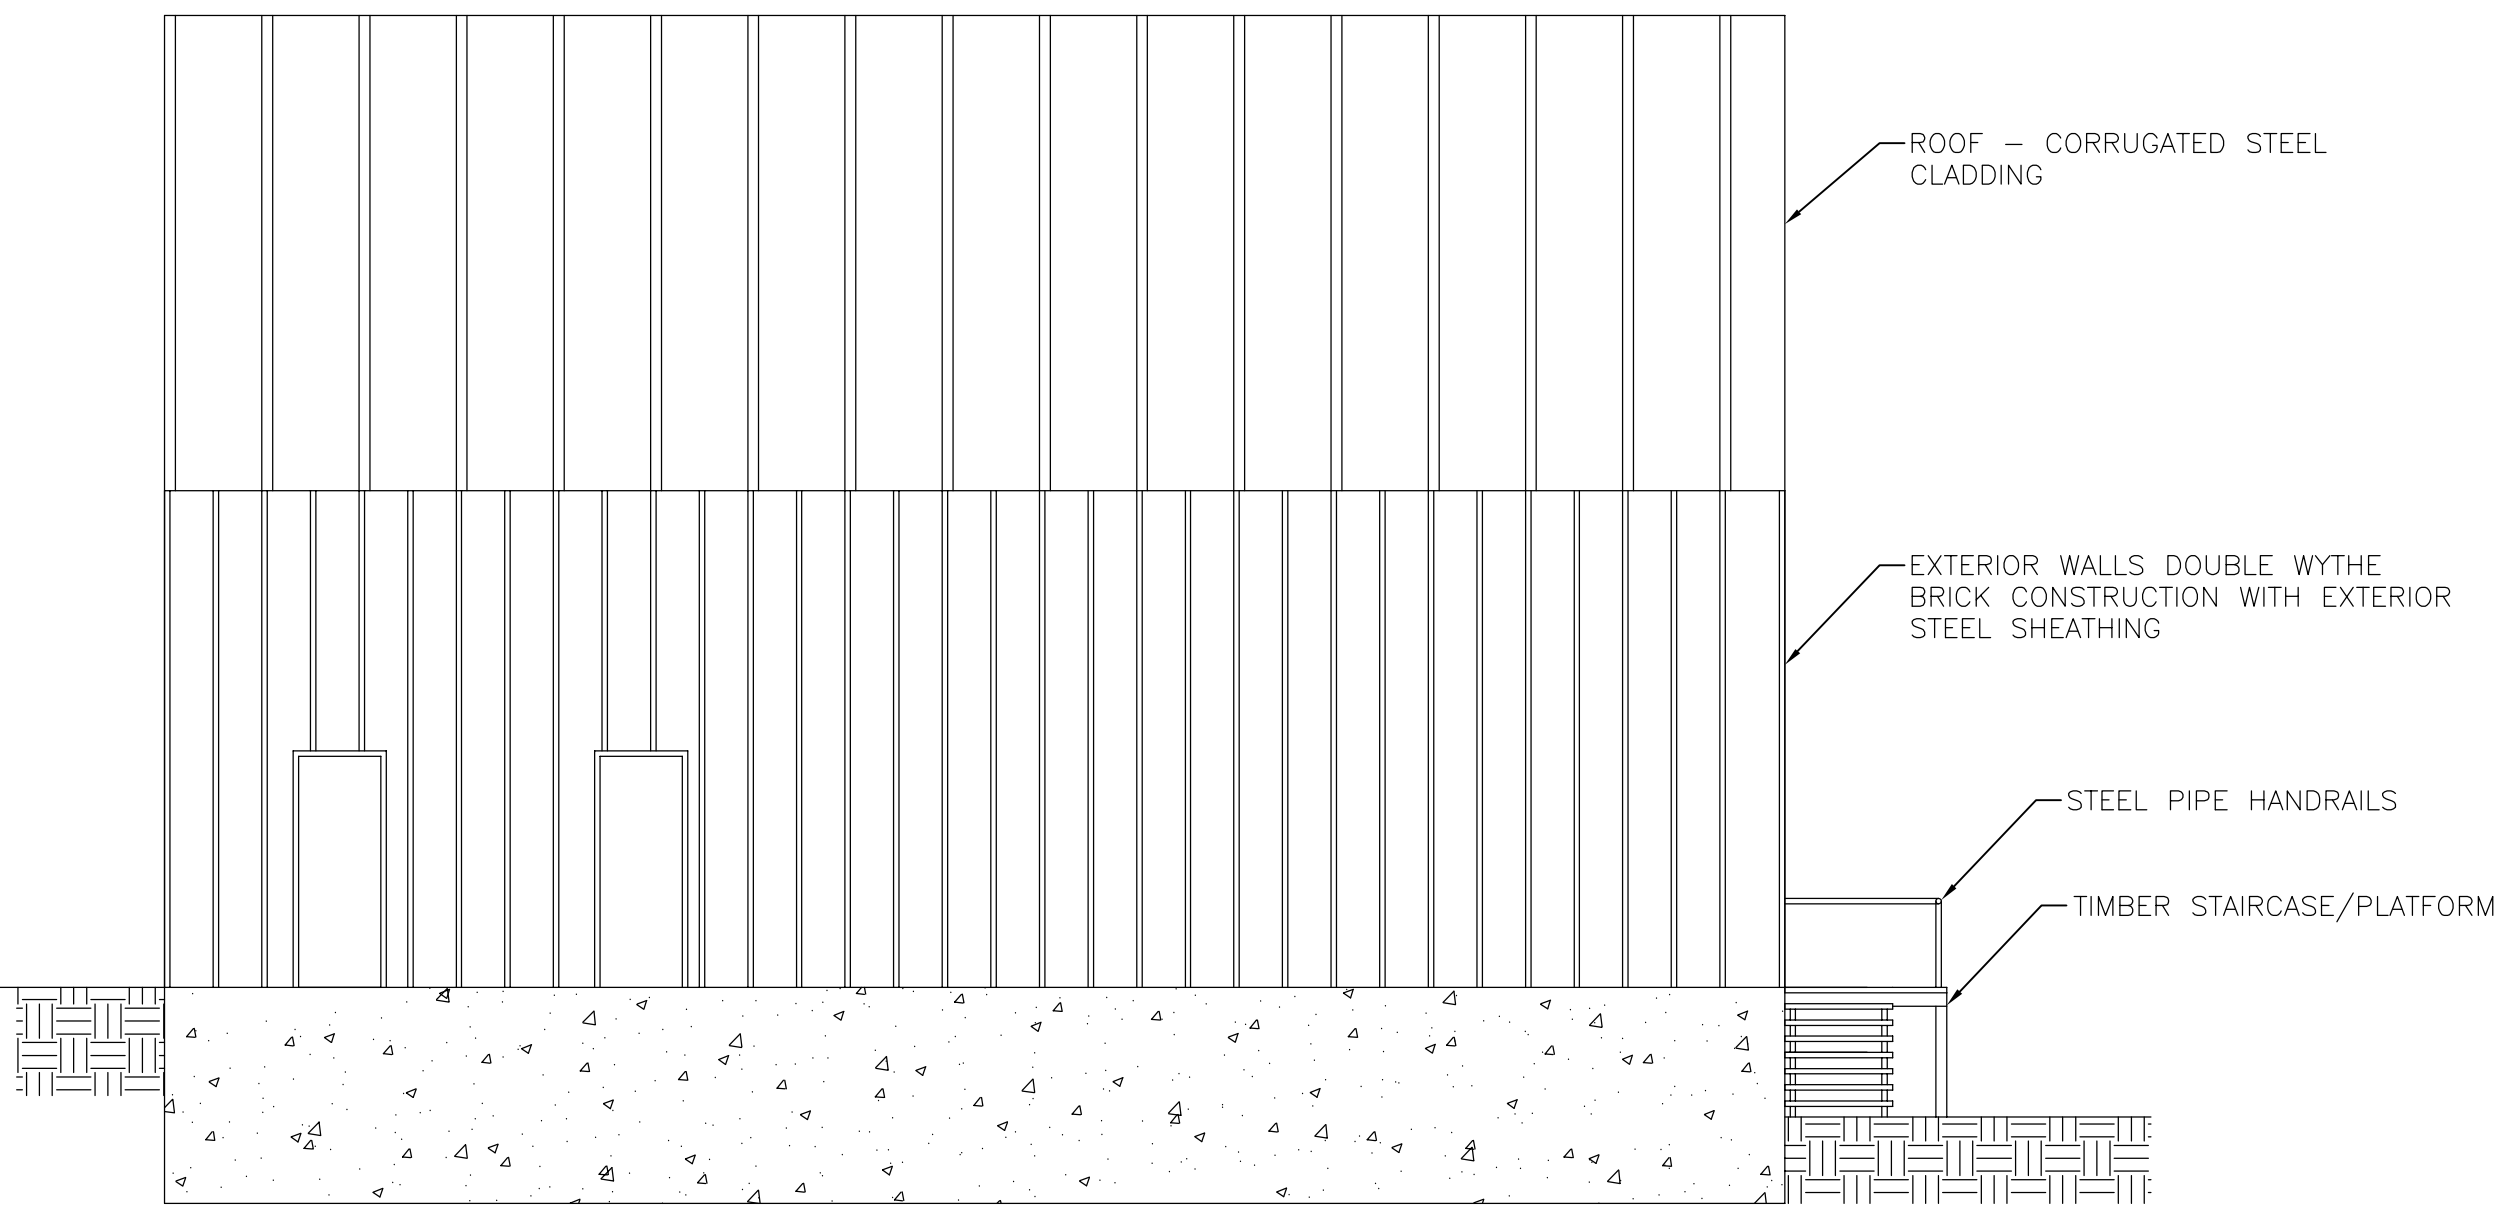 ROOF - CORRUGATED STEEL
CLADDING
EXTERIOR WALLS DOUBLE WYTHE
BRICK CONSTRUCTION WITH EXTERIOR
STEEL SHEATHING
STEEL PIPE HANDRAILS
TIMBER STAIRCASE/PLATFORM